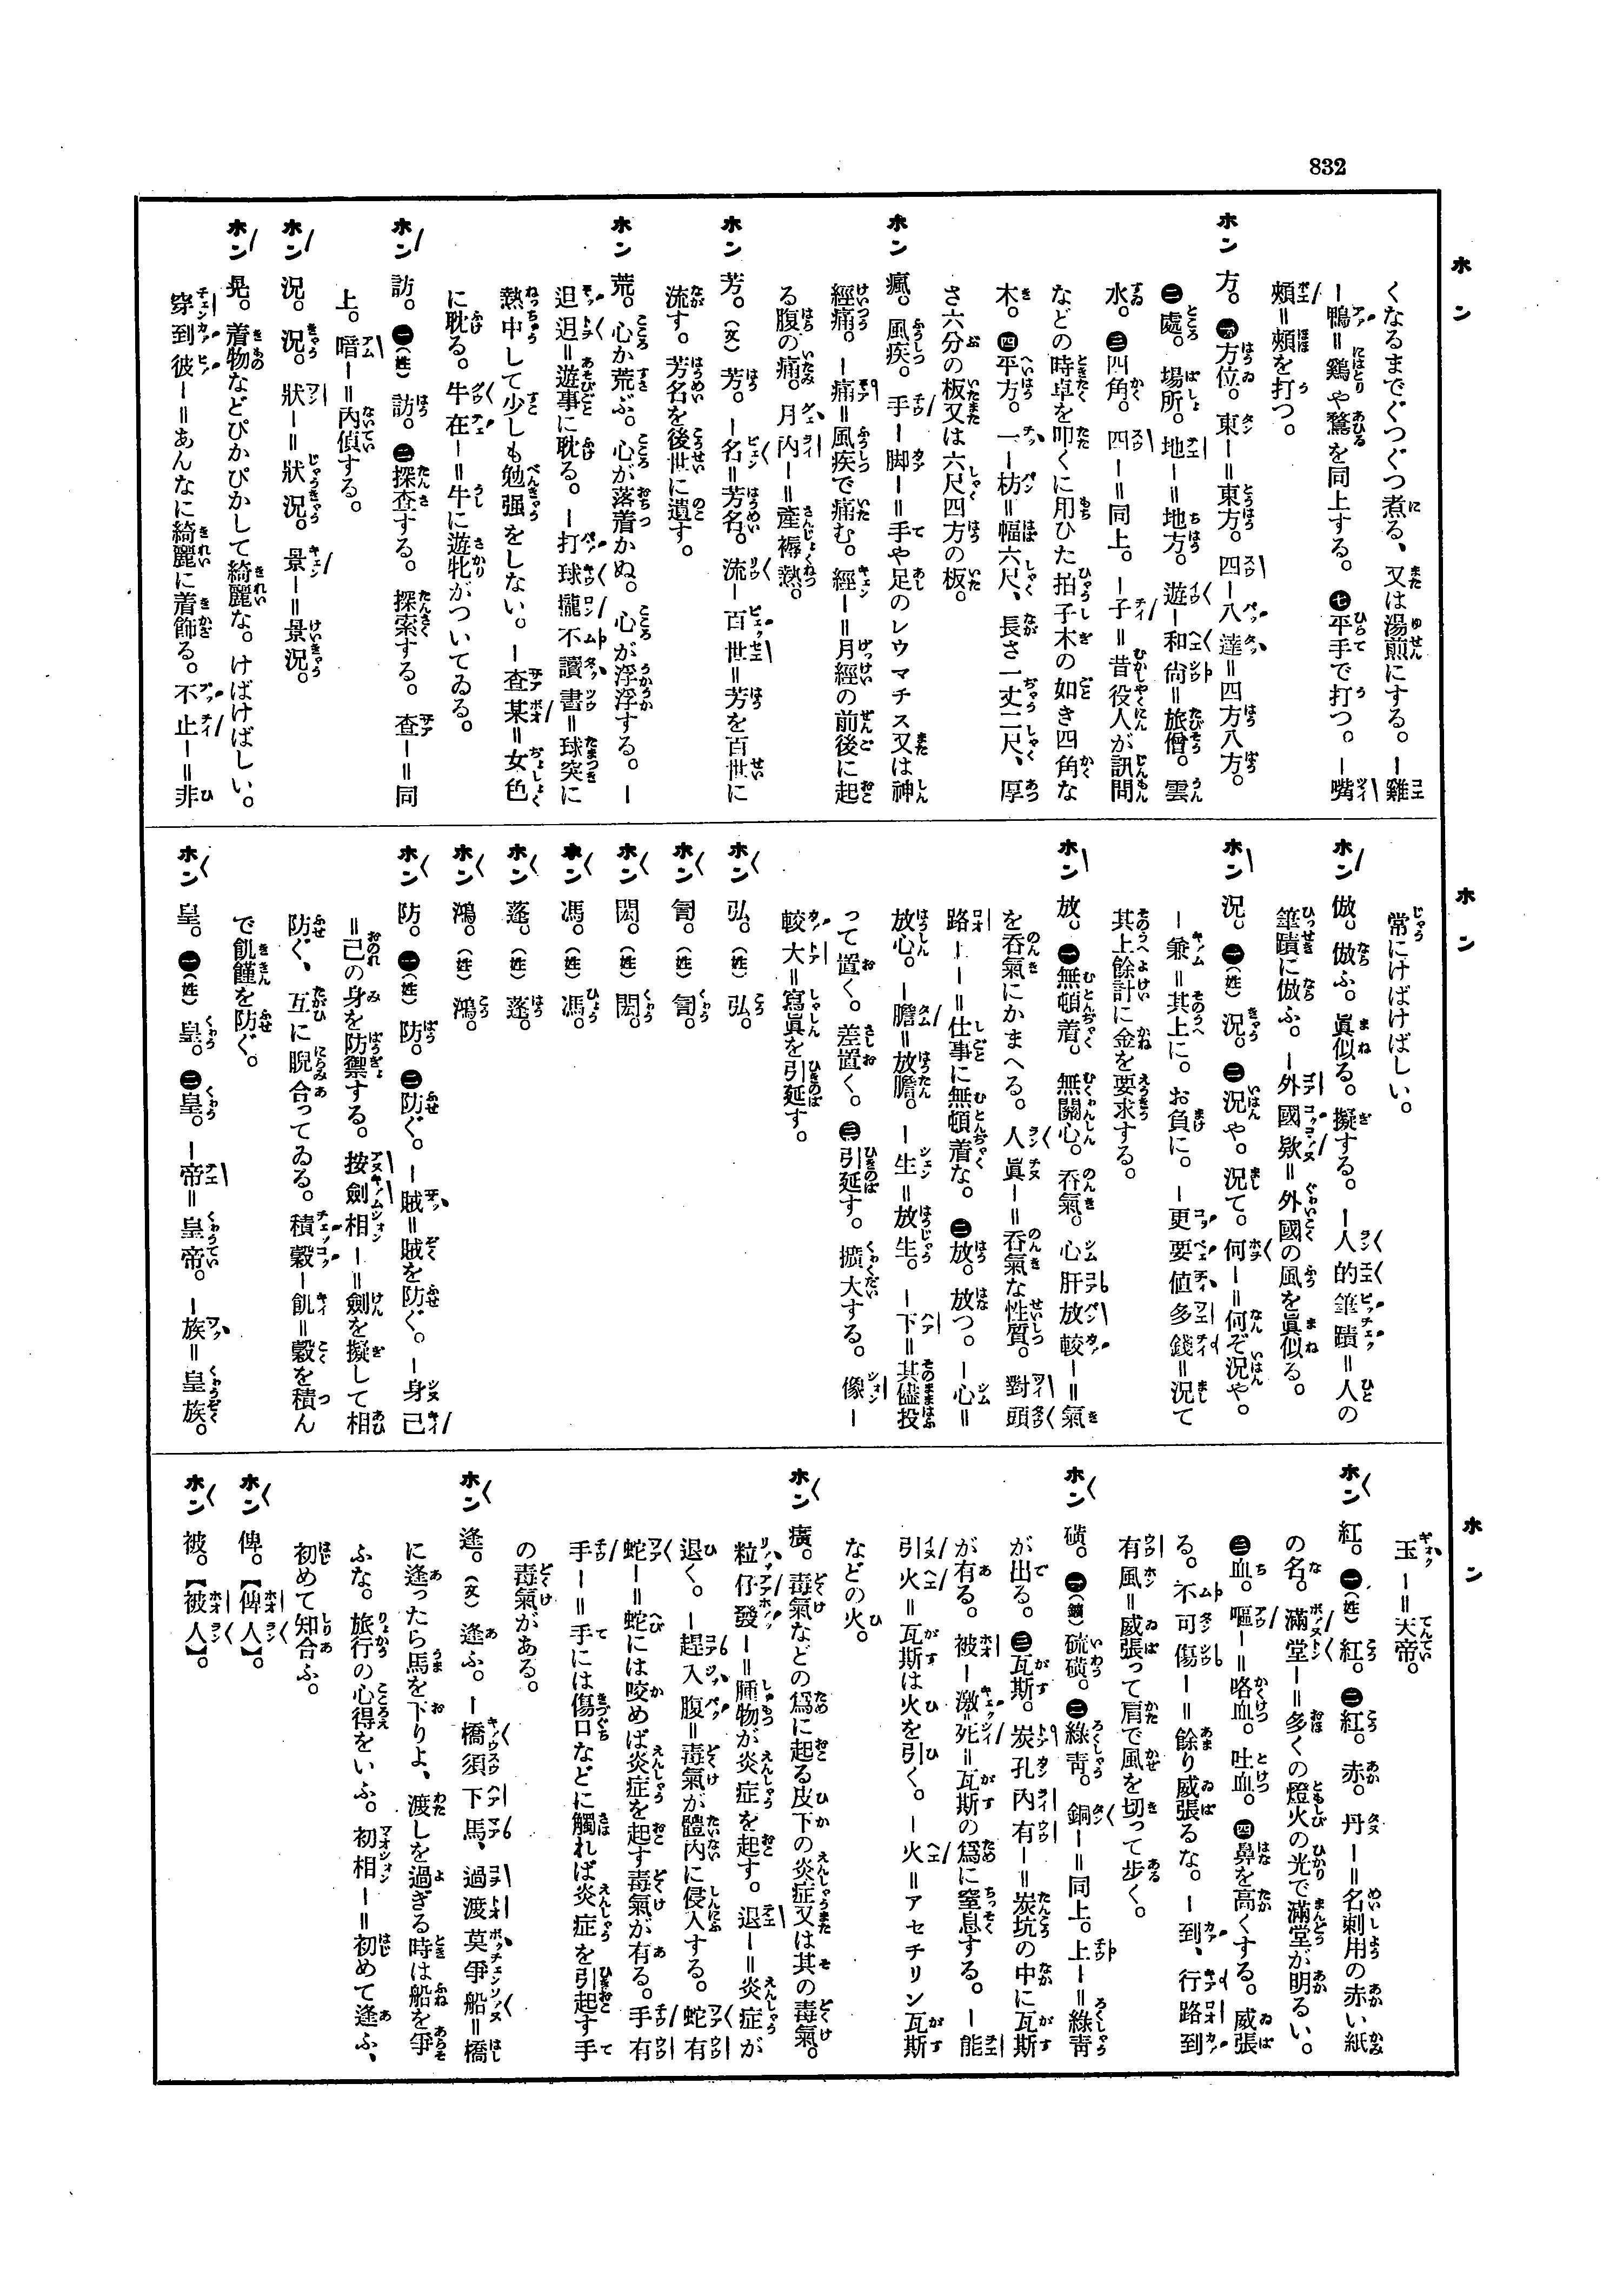 832
ホン
くなるまでぐつぐつ煮る、又は湯煎にする。ー雞
ー鴨=鷄や鶩を同上する。㊆平手で打つ。ー嘴
頰=頰を打つ。
ホン 方。㊀方位。東ー=東方。四ー八達=四方八方。
㊁處。場所。地ー=地方。遊ー和尙=旅僧。雲
水。㊂四角。四ー=同上。ー子=昔役人が訊問
などの時卓を叩くに用ひた拍子木の如き四角な
木。㊃平方。一ー枋=幅六尺、長さ一丈二尺、厚
さ六分の板又は六尺四方の板。
ホン 瘋。風疾。手ー脚ー=手や足のレウマチス又は神
經痛。ー痛=風疾で痛む。經ー=月經の前後に起
る腹の痛。月內ー=產褥熱。
ホン 芳。(文)芳。ー名=芳名。流ー百世=芳を百世に
流す。芳名を後世に遺す。
ホン 荒。心か荒ぶ。心が落着かぬ。心が浮浮する。ー
𨑨迌=遊事に耽る。ー打球攏不讀書=球突に
熱中して少しも勉强をしない。ー查某=女色
に耽る。牛在ー=牛に遊牝がついてゐる。
ホン 訪。㊀(姓)訪。㊁探查する。探索する。查ー=同
上。暗ー=內偵する。
ホン 況。況。狀ー=狀況。景ー=景況。
ホン 晃。着物などぴかぴかして綺麗な。けばけばしい。
穿到彼ー=あんなに綺麗に着飾る。不止ー=非
ホン
常にけばけばしい。
ホン 倣。倣ふ。眞似る。擬する。ー人的筆蹟=人の
筆蹟に倣ふ。ー外國欵=外國の風を眞似る。
ホン 況。㊀(姓)況。㊁況や。況て。何ー=何ぞ況や。
ー兼=其上に。お負に。ー更要値多錢=況て
其上餘計に金を要求する。
ホン 放。㊀無頓着。無關心。吞氣。心肝放較ー=氣
を吞氣にかまへる。人眞ー=吞氣な性質。對頭
路ーー=仕事に無頓着な。㊁放。放つ。ー心=
放心。ー膽=放膽。ー生=放生。ー下=其儘投
って置く。差置く。㊂引延す。擴大する。像ー
較大=寫眞を引延す。
ホン 弘。(姓)弘。
ホン 訇。(姓)訇。
ホン 閎。(姓)閎。
ホン 馮。(姓)馮。
ホン 蓬。(姓)蓬。
ホン 鴻。(姓)鴻。
ホン 防。㊀(姓)防。㊁防ぐ。ー賊=賊を防ぐ。ー身己
=己の身を防禦する。按劍相ー=劍を擬して相
防ぐ、互に睨合ってゐる。積穀ー飢=穀を積ん
で飢饉を防ぐ。
ホン 皇。㊀(姓)皇。㊁皇。ー帝=皇帝。ー族=皇族。
ホン
玉ー=天帝。
ホン 紅。㊀(姓)紅。㊁紅。赤。丹ー=名刺用の赤い紙
の名。滿堂ー=多くの燈火の光で滿堂が明るい。
㊂血。嘔ー=喀血。吐血。㊃鼻を高くする。威張
る。不可傷ー=餘り威張るな。ー到、行路到
有風=威張って肩で風を切って步く。
ホン 磺。㊀(鑛)硫磺。㊁綠靑。銅ー=同上。上ー=綠靑
が出る。㊂瓦斯。炭孔內有ー=炭坑の中に瓦斯
が有る。被ー激死=瓦斯の爲に窒息する。ー能
引火=瓦斯は火を引く。ー火=アセチリン瓦斯
などの火。
ホン 癀。毒氣などの爲に起る皮下の炎症又は其の毒氣。
粒仔發ー=腫物が炎症を起す。退ー=炎症が
退く。ー趕入腹=毒氣が體內に侵入する。蛇有
蛇ー=蛇には咬めば炎症を起す毒氣が有る。手有
手ー=手には傷口などに觸れば炎症を引起す手
の毒氣がある。
ホン 逢。(文)逢ふ。ー橋須下馬、過渡莫爭船=橋
に逢ったら馬を下りよ、渡しを過ぎる時は船を爭
ふな。旅行の心得をいふ。初相ー=初めて逢ふ、
初めて知合ふ。
ホン 俾。【俾人】。
ホン 被。【被人】。